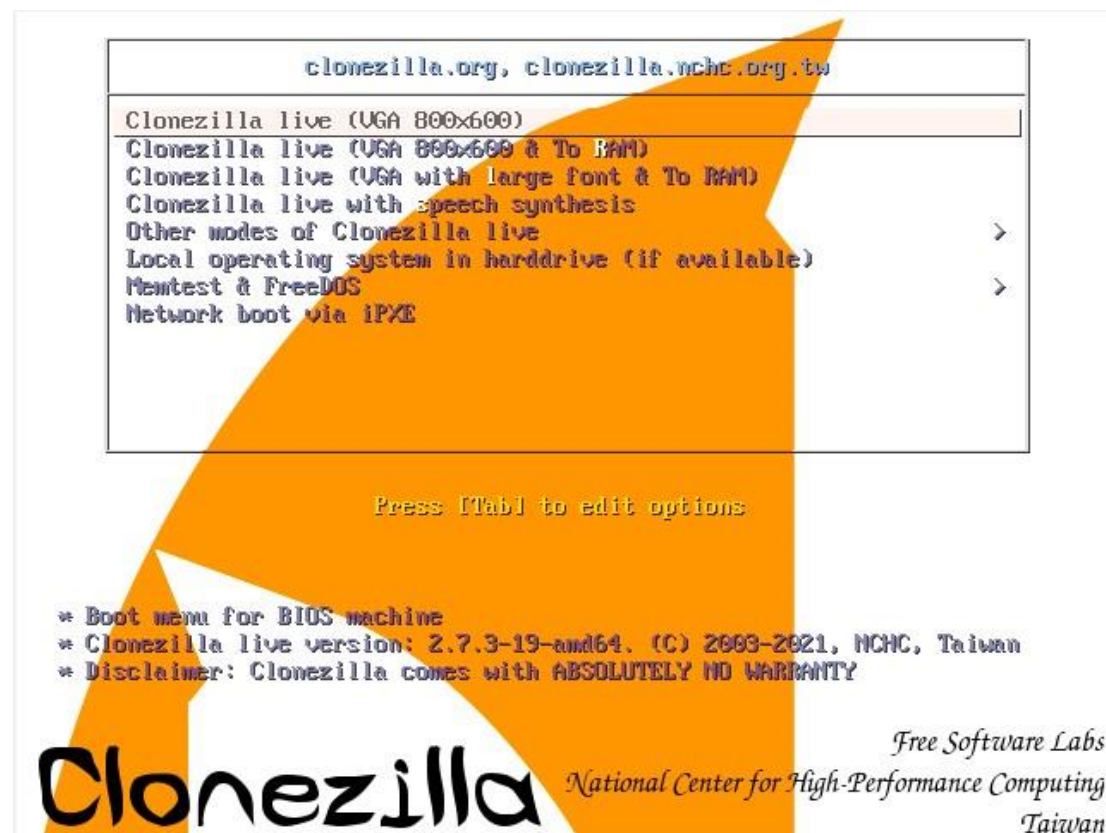 clonezilla.org, clonezilla.nchc.org.tw
Clonezilla live (VGA 800x600)
Clonezilla live (VGA 800x600 & To RAM)
Clonezilla live (VGA with large font & To RAM)
Clonezilla live with speech synthesis
Other modes of Clonezilla live >
Local operating system in harddrive (if available)
Memtest & FreeDOS >
Network boot via iPXE
Press [Tab] to edit options
* Boot menu for BIOS machine
* Clonezilla live version: 2.7.3-19-amd64. (C) 2003-2021, NCHC, Taiwan
* Disclaimer: Clonezilla comes with ABSOLUTELY NO WARRANTY
Clonezilla
Free Software Labs
National Center for High-Performance Computing
Taiwan